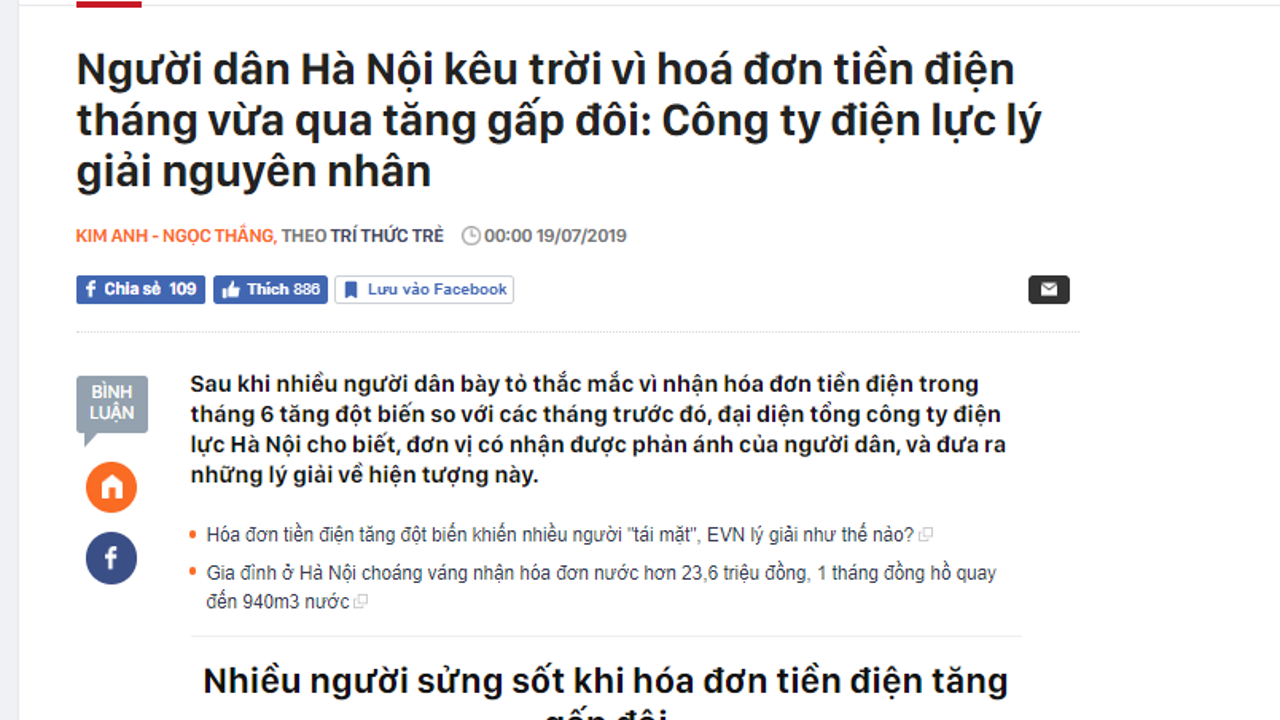 Người dân Hà Nội kêu trời vì hoá đơn tiền điện
tháng vừa qua tăng gấp đôi: Công ty điện lực lý
giải nguyên nhân
KIM ANH - NGỌC THẮNG, THEO TRÍ THỨC TRẺ 00:00 19/07/2019
Chia sẻ 109 Thích 886 Lưu vào Facebook
BÌNH
LUẬN
Sau khi nhiều người dân bày tỏ thắc mắc vì nhận hóa đơn tiền điện trong
tháng 6 tăng đột biến so với các tháng trước đó, đại diện tổng công ty điện
lực Hà Nội cho biết, đơn vị có nhận được phản ánh của người dân, và đưa ra
những lý giải về hiện tượng này.
Hóa đơn tiền điện tăng đột biến khiến nhiều người "tái mặt", EVN lý giải như thế nào?
Gia đình ở Hà Nội choáng váng nhận hóa đơn nước hơn 23,6 triệu đồng, 1 tháng đồng hồ quay
đến 940m3 nước
Nhiều người sửng sốt khi hóa đơn tiền điện tăng
gấp đôi